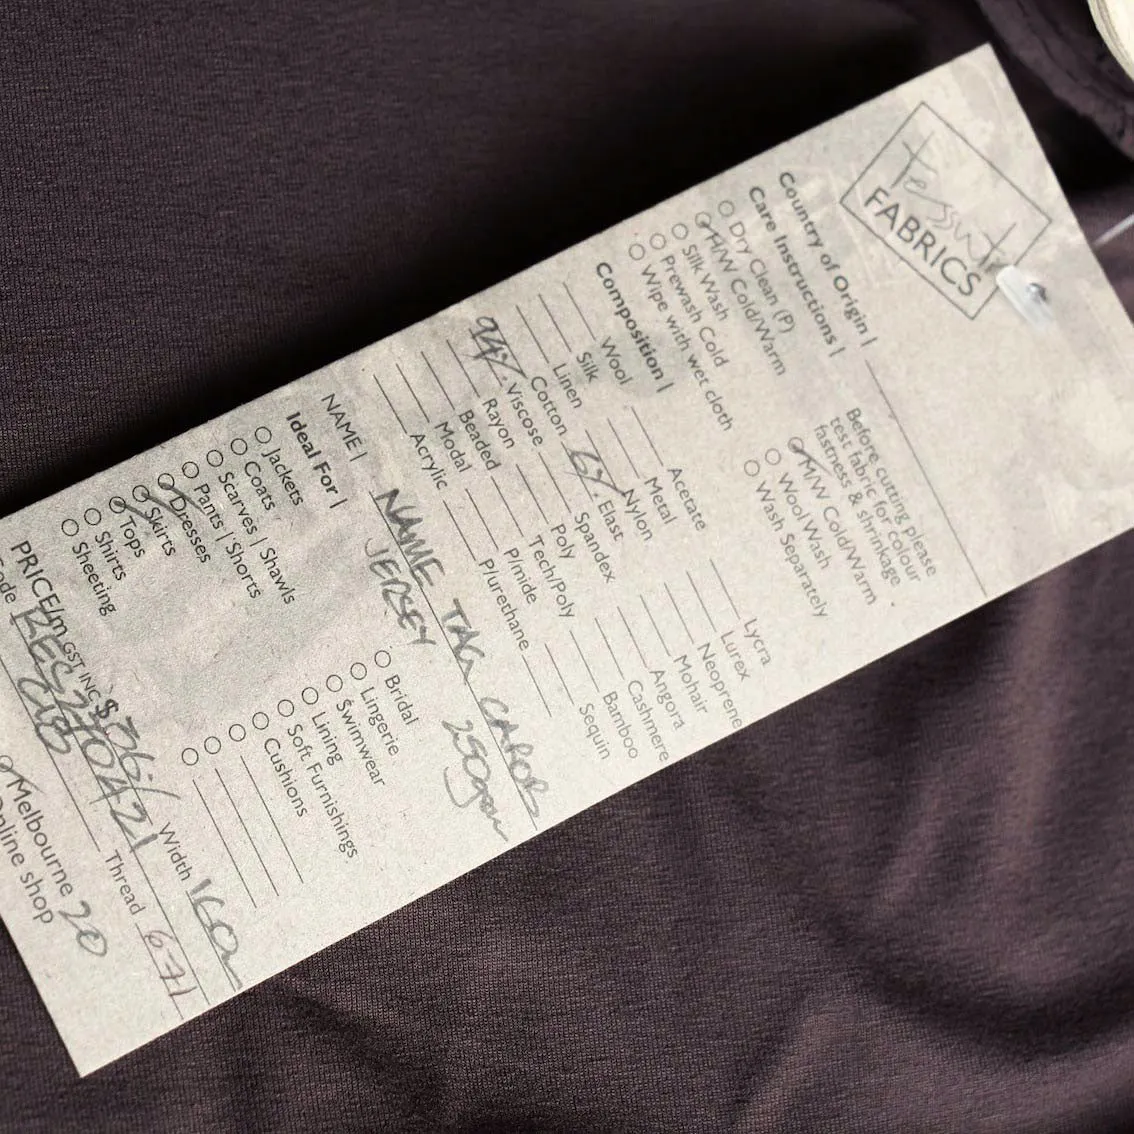 tessuti
FABRICS
Country of Origin |
Care Instructions |
Dry Clean (P)
H/W Cold/Warm
Silk Wash
Prewash Cold
Wipe with wet cloth
Before cutting please
test fabric for colour
fastness & shrinkage
M/W Cold/Warm
Wool Wash
Wash Separately
Composition |
Wool
Silk
Linen
Cotton
94% Viscose
Rayon
Beaded
Modal
Acrylic
Acetate
Metal
Nylon
6% Elast
Spandex
Poly
Tech/Poly
P/mide
Plurethane
Lycra
Lurex
Neoprene
Mohair
Angora
Cashmere
Bamboo
Sequin
NAME | NAME TAG CAROB
JERSEY 250gsm
Ideal For |
Jackets
Coats
Scarves | Shawls
Pants | Shorts
Dresses
Skirts
Tops
Shirts
Sheeting
Bridal
Lingerie
Swimwear
Lining
Soft Furnishings
Cushions
PRICE/m GST INC $36/ Width
Thread 671
Melbourne 20
Online shop